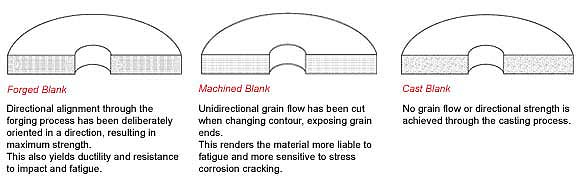 Forged Blank
Directional alignment through the
forging process has been deliberately
oriented in a direction, resulting in
maximum strength.
This also yields ductility and resistance
to impact and fatigue.
Machined Blank
Unidirectional grain flow has been cut
when changing contour, exposing grain
ends.
This renders the material more liable to
fatigue and more sensitive to stress
corrosion cracking.
Cast Blank
No grain flow or directional strength is
achieved through the casting process.